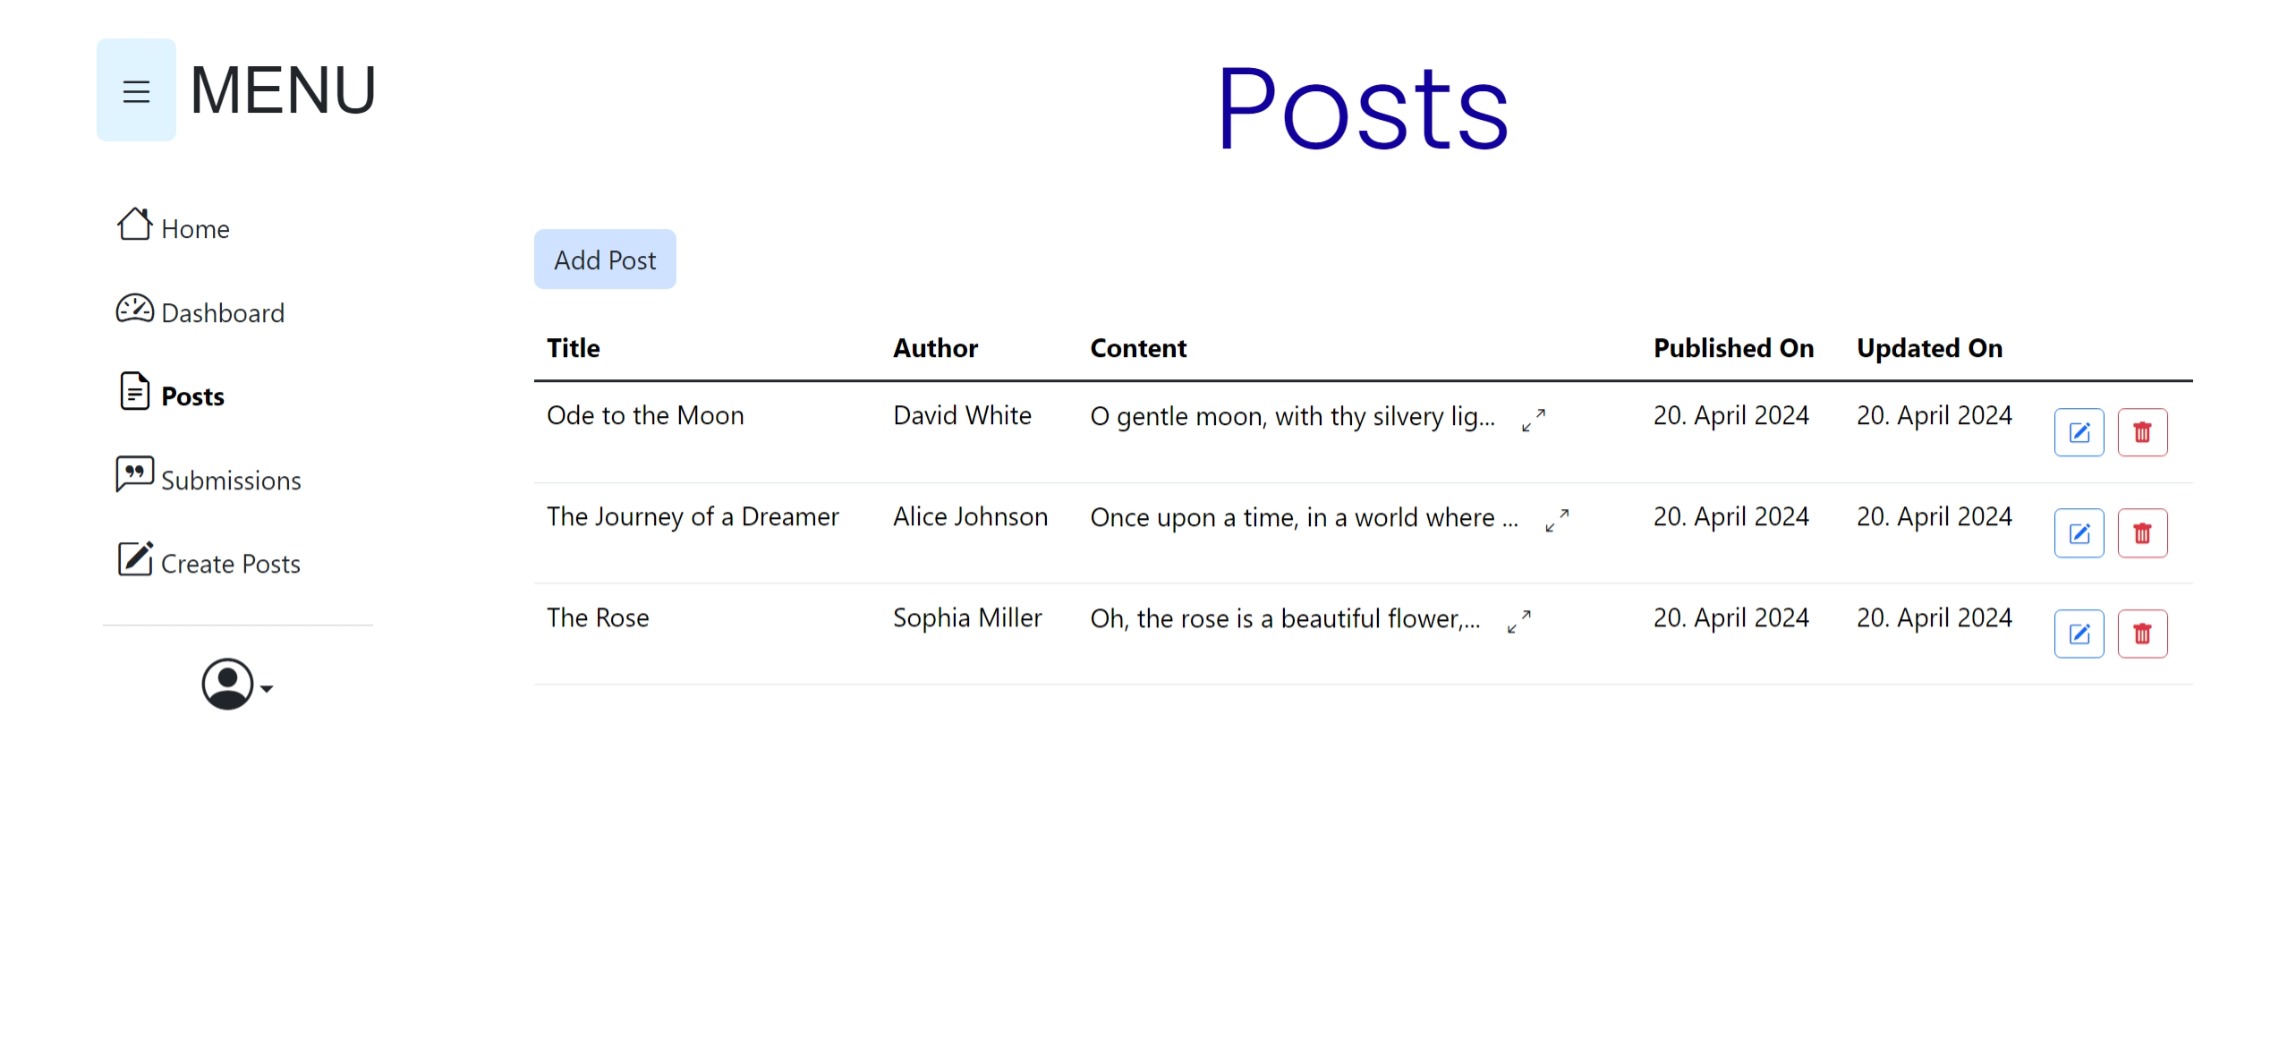 MENU
Home
Dashboard
Posts
Submissions
Create Posts
Posts
Add Post
Title Author Content Published On Updated On
Ode to the Moon David White O gentle moon, with thy silvery lig... 20. April 2024 20. April 2024
The Journey of a Dreamer Alice Johnson Once upon a time, in a world where ... 20. April 2024 20. April 2024
The Rose Sophia Miller Oh, the rose is a beautiful flower,... 20. April 2024 20. April 2024